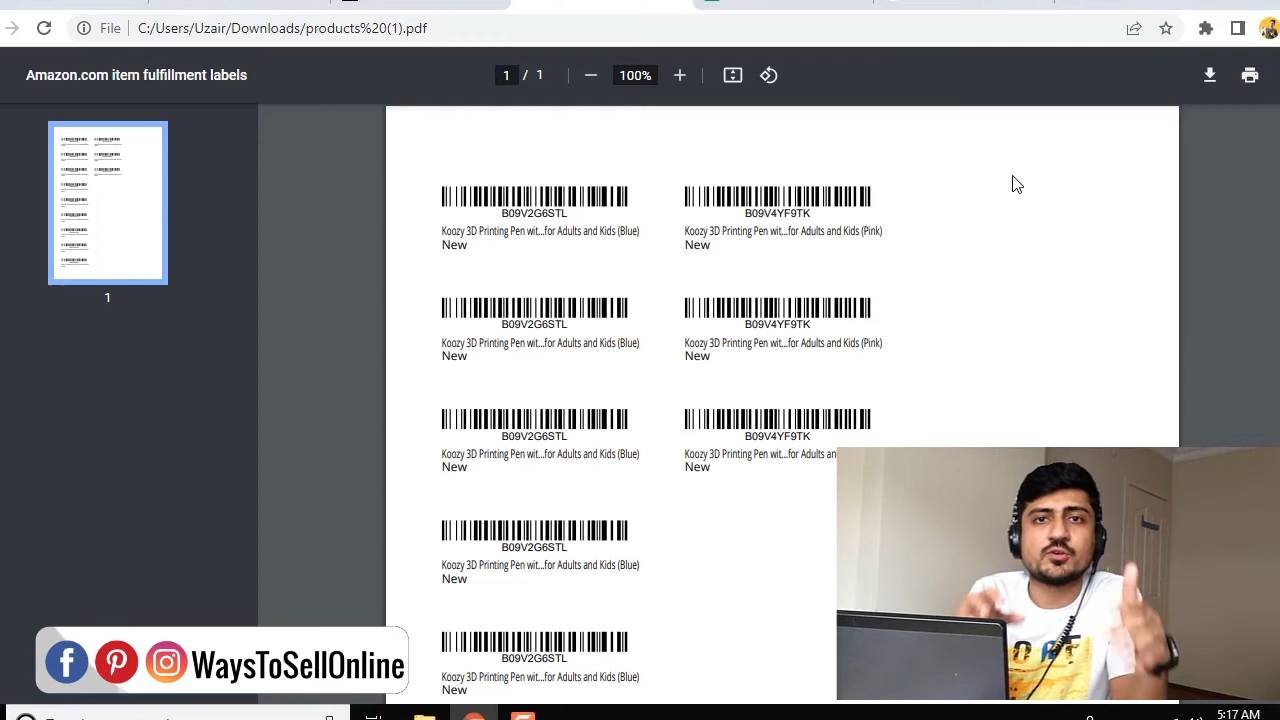 File C:/Users/Uzair/Downloads/products%20(1).pdf
Amazon.com item fulfillment labels
1 / 1 100%
B09V2G6STL B09V4YF9TK
Koozy 3D Printing Pen wit...for Adults and Kids (Blue) Koozy 3D Printing Pen wit...for Adults and Kids (Pink)
New New
B09V2G6STL B09V4YF9TK
Koozy 3D Printing Pen wit...for Adults and Kids (Blue) Koozy 3D Printing Pen wit...for Adults and Kids (Pink)
New New
B09V2G6STL B09V4YF9TK
Koozy 3D Printing Pen wit...for Adults and Kids (Blue) Koozy 3D Printing Pen wit...for Adults
New New
B09V2G6STL
Koozy 3D Printing Pen wit...for Adults and Kids (Blue)
New
B09V2G6STL
Koozy 3D Printing Pen wit...for Adults and Kids (Blue)
New
1
WaysToSellOnline
5:17 AM